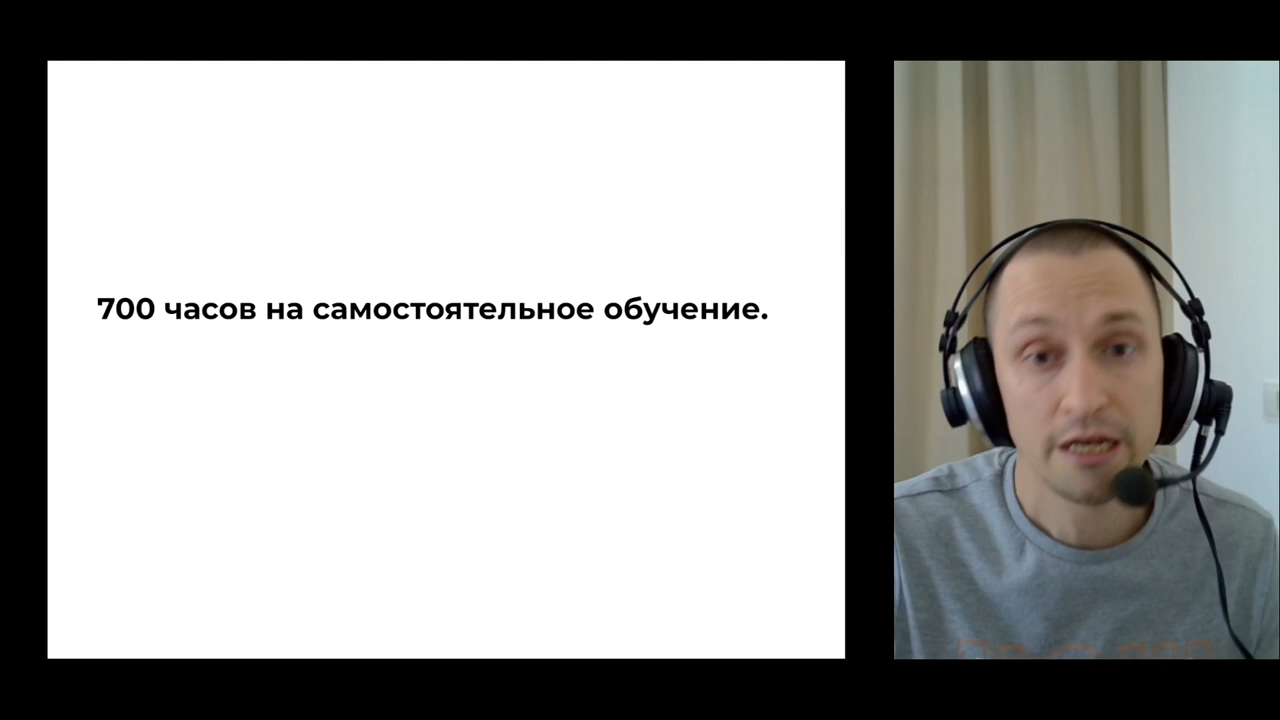 700 часов на самостоятельное обучение.